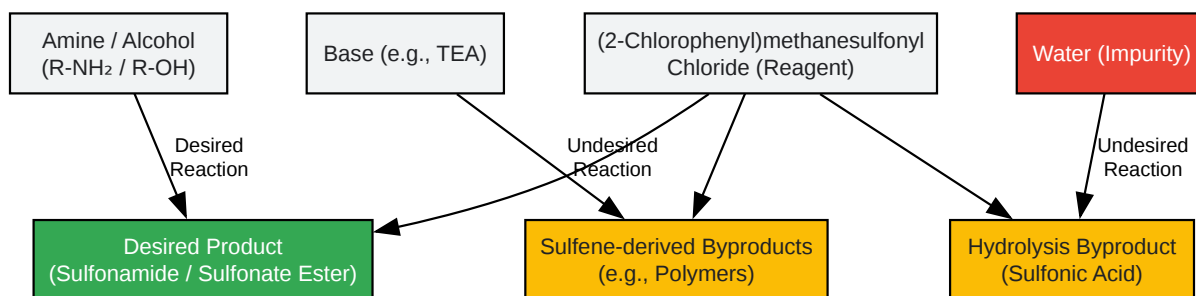 Amine / Alcohol
(R-NH₂ / R-OH)
Base (e.g., TEA)
(2-Chlorophenyl)methanesulfonyl
Chloride (Reagent)
Water (Impurity)
Desired
Reaction
Undesired
Reaction
Undesired
Reaction
Desired Product
(Sulfonamide / Sulfonate Ester)
Sulfene-derived Byproducts
(e.g., Polymers)
Hydrolysis Byproduct
(Sulfonic Acid)